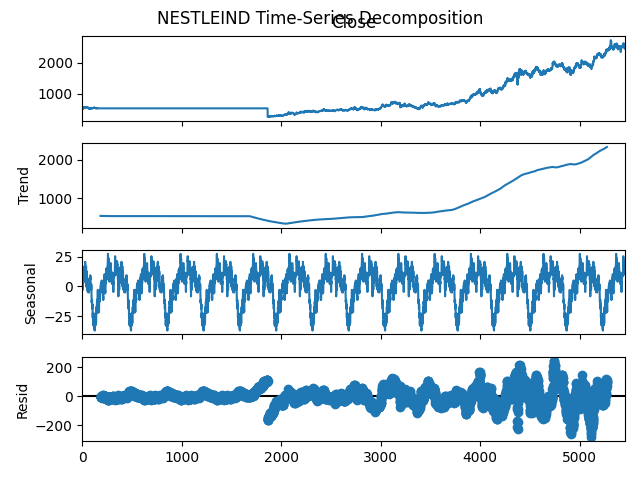 NESTLEIND Time-Series Decomposition
Close
2000
1000
Trend
2000
1000
Seasonal
25
0
−25
Resid
200
0
−200
0 1000 2000 3000 4000 5000